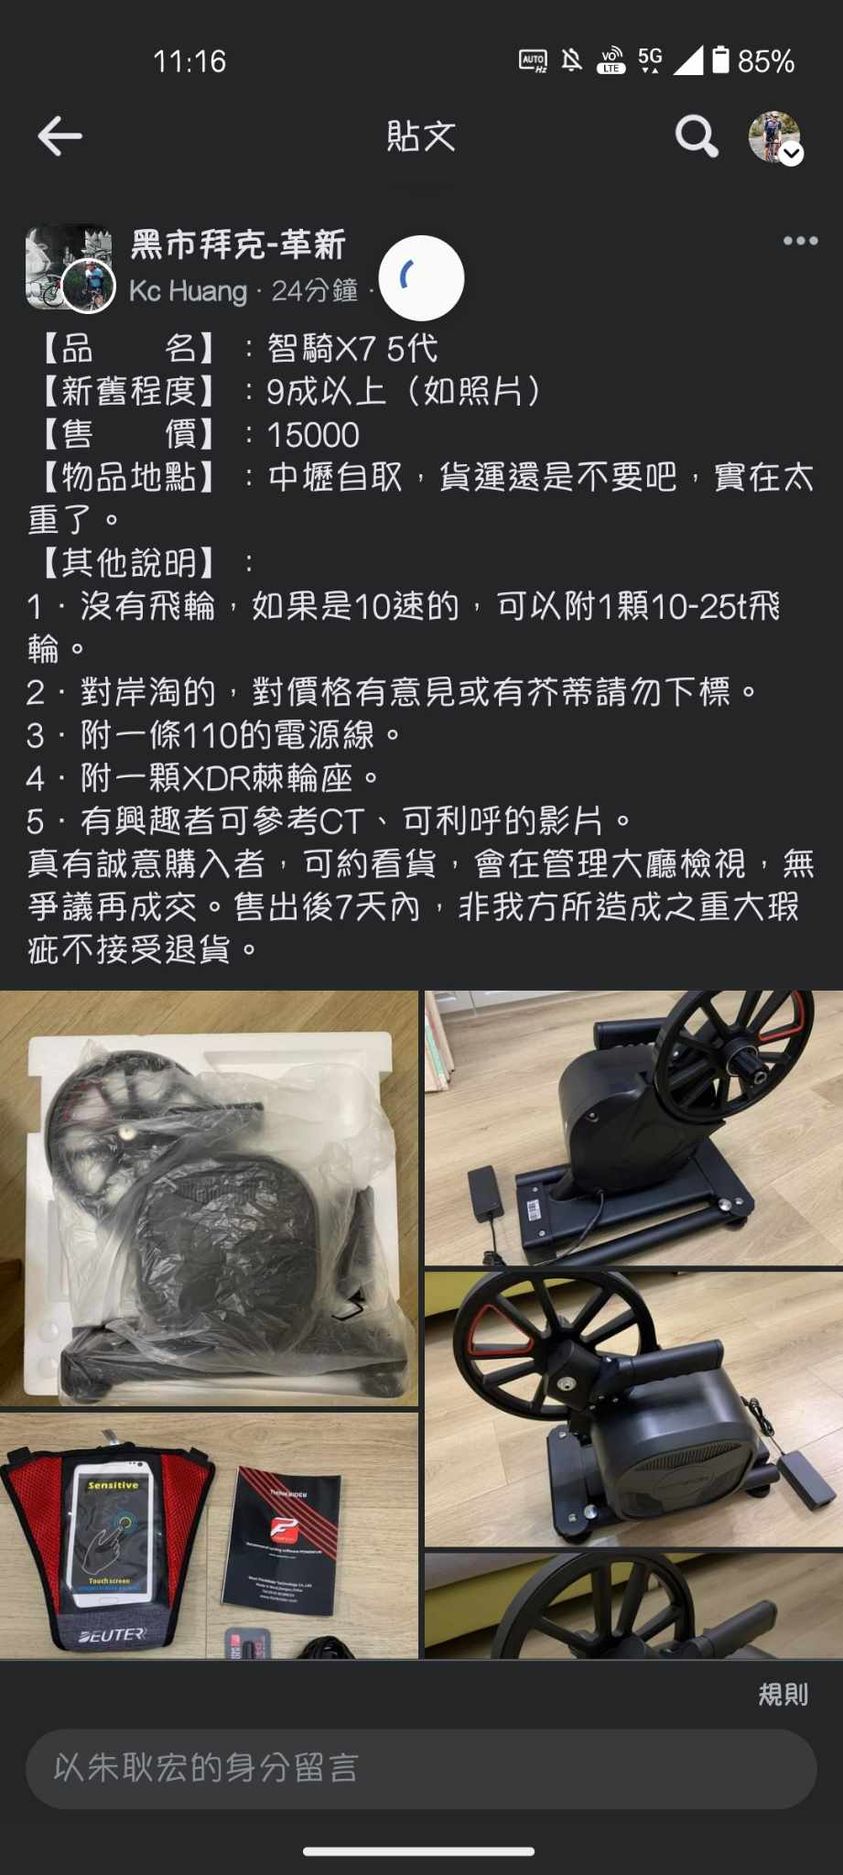 11:16
AUTO Hz VO LTE 5G 85%
貼文
黑市拜克-革新
Kc Huang · 24分鐘 ·
【品　　名】：智騎X7 5代
【新舊程度】：9成以上（如照片）
【售　　價】：15000
【物品地點】：中壢自取，貨運還是不要吧，實在太
重了。
【其他說明】：
1．沒有飛輪，如果是10速的，可以附1顆10-25t飛
輪。
2．對岸淘的，對價格有意見或有芥蒂請勿下標。
3．附一條110的電源線。
4．附一顆XDR棘輪座。
5．有興趣者可參考CT、可利呼的影片。
真有誠意購入者，可約看貨，會在管理大廳檢視，無
爭議再成交。售出後7天內，非我方所造成之重大瑕
疵不接受退貨。
Sensitive
Touch screen
DEUTER
THINKRIDER
規則
以朱耿宏的身分留言